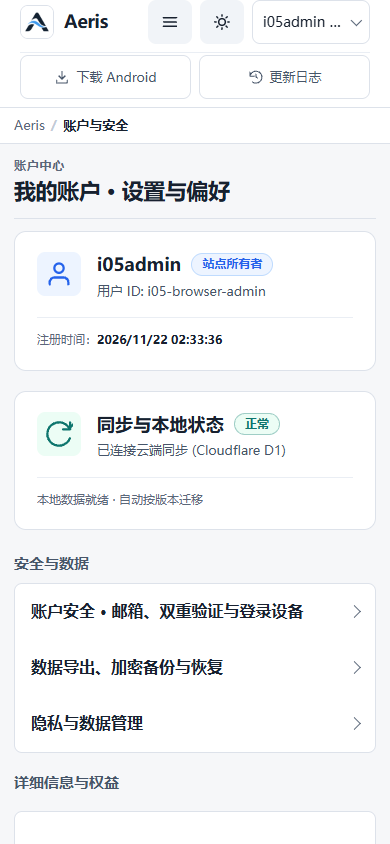 Aeris
i05admin ...
下载 Android
更新日志
Aeris / 账户与安全
账户中心
我的账户 • 设置与偏好
i05admin 站点所有者
用户 ID: i05-browser-admin
注册时间: 2026/11/22 02:33:36
同步与本地状态 正常
已连接云端同步 (Cloudflare D1)
本地数据就绪 · 自动按版本迁移
安全与数据
账户安全 • 邮箱、双重验证与登录设备
数据导出、加密备份与恢复
隐私与数据管理
详细信息与权益